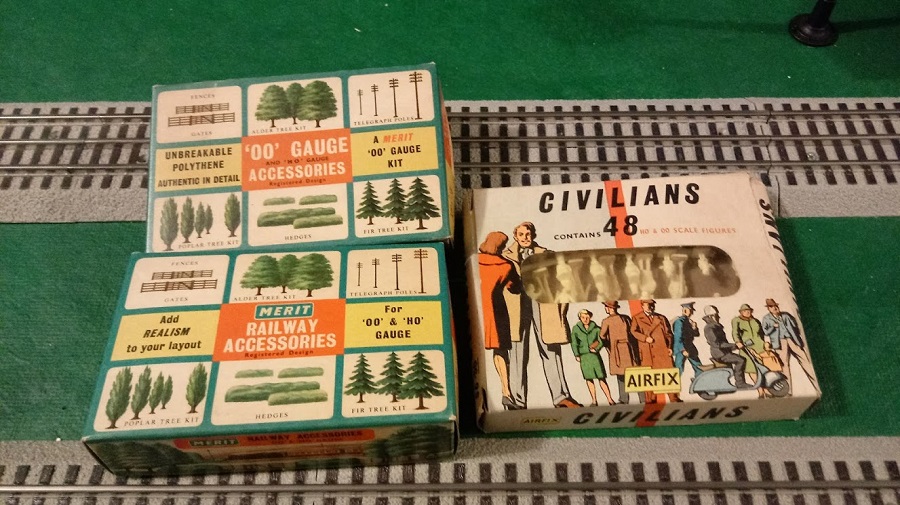 FENCES
GATES
ALDER TREE KIT
TELEGRAPH POLES
UNBREAKABLE
POLYTHENE
AUTHENTIC IN DETAIL
'OO' GAUGE
AND 'HO' GAUGE
ACCESSORIES
Registered Design
A MERIT
'OO' GAUGE
KIT
POPLAR TREE KIT
HEDGES
FIR TREE KIT
FENCES
GATES
ALDER TREE KIT
TELEGRAPH POLES
Add
REALISM
to your layout
MERIT
RAILWAY
ACCESSORIES
Registered Design
For
'OO' & 'HO'
GAUGE
POPLAR TREE KIT
HEDGES
FIR TREE KIT
MERIT RAILWAY ACCESSORIES
CIVILIANS
CONTAINS 48 HO & OO SCALE FIGURES
AIRFIX
AIRFIX CIVILIANS